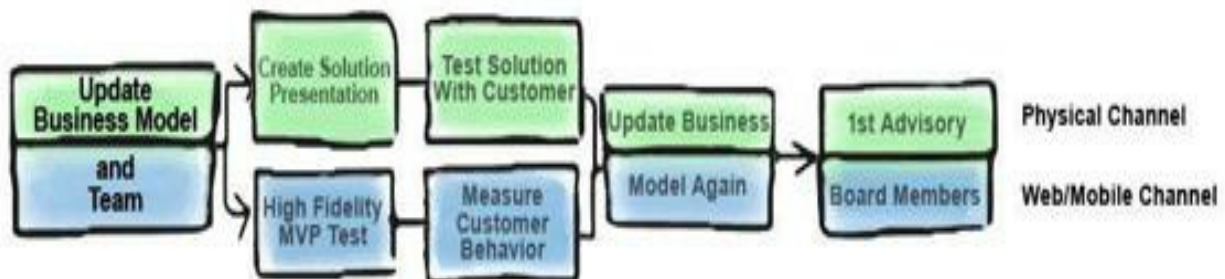 Update
Business Model
and
Team
Create Solution
Presentation
Test Solution
With Customer
High Fidelity
MVP Test
Measure
Customer
Behavior
Update Business
Model Again
1st Advisory
Board Members
Physical Channel
Web/Mobile Channel